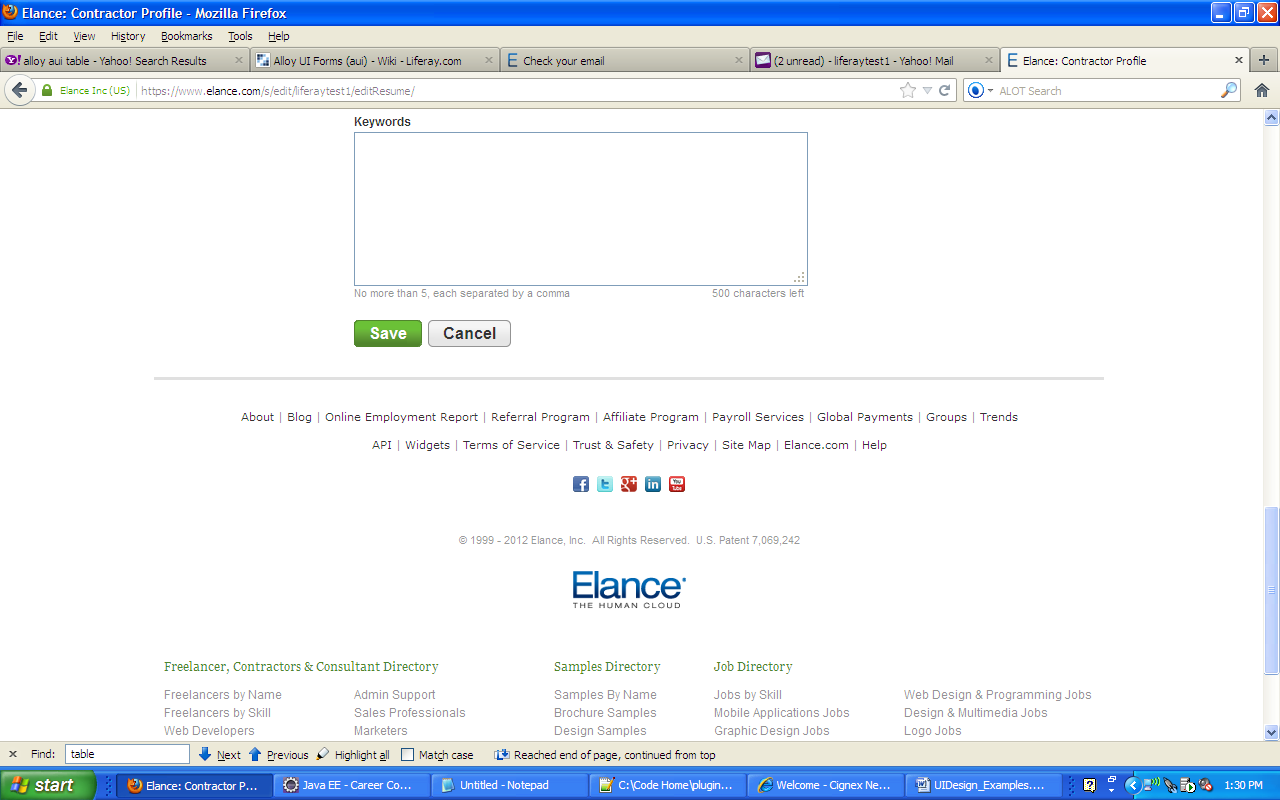 Elance: Contractor Profile - Mozilla Firefox
File Edit View History Bookmarks Tools Help
alloy aui table - Yahoo! Search Results Alloy UI Forms (aui) - Wiki - Liferay.com Check your email (2 unread) - liferaytest1 - Yahoo! Mail Elance: Contractor Profile
Elance Inc (US) https://www.elance.com/s/edit/liferaytest1/editResume/ ALOT Search
Keywords
No more than 5, each separated by a comma 500 characters left
Save Cancel
About | Blog | Online Employment Report | Referral Program | Affiliate Program | Payroll Services | Global Payments | Groups | Trends
API | Widgets | Terms of Service | Trust & Safety | Privacy | Site Map | Elance.com | Help
© 1999 - 2012 Elance, Inc. All Rights Reserved. U.S. Patent 7,069,242
Elance
THE HUMAN CLOUD
Freelancer, Contractors & Consultant Directory Samples Directory Job Directory
Freelancers by Name Admin Support Samples By Name Jobs by Skill Web Design & Programming Jobs
Freelancers by Skill Sales Professionals Brochure Samples Mobile Applications Jobs Design & Multimedia Jobs
Web Developers Marketers Design Samples Graphic Design Jobs Logo Jobs
Find: table Next Previous Highlight all Match case Reached end of page, continued from top
start Elance: Contractor P... Java EE - Career Co... Untitled - Notepad C:\Code Home\plugin... Welcome - Cignex Ne... UIDesign_Examples.... 1:30 PM